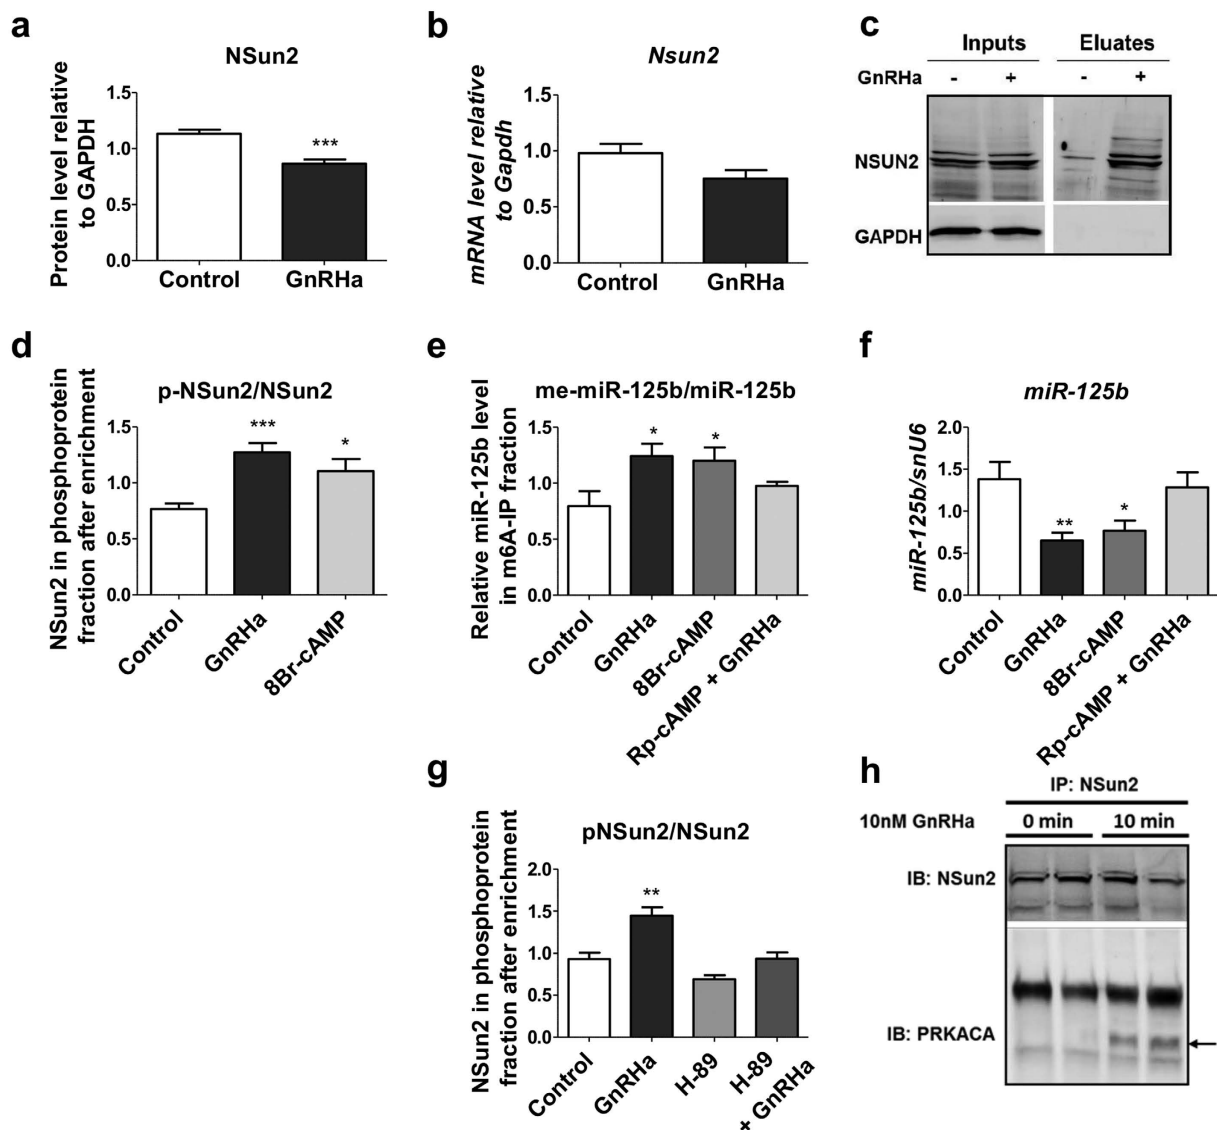 a
NSun2
Protein level relative
to GAPDH
1.5
1.0
0.5
0.0
***
Control
GnRHa
b
Nsun2
mRNA level relative
to Gapdh
1.5
1.0
0.5
0.0
Control
GnRHa
c
Inputs
Eluates
GnRHa
-
+
-
+
NSUN2
GAPDH
d
p-NSun2/NSun2
NSun2 in phosphoprotein
fraction after enrichment
1.5
1.0
0.5
0.0
***
*
Control
GnRHa
8Br-cAMP
e
me-miR-125b/miR-125b
Relative miR-125b level
in m6A-IP fraction
1.5
1.0
0.5
0.0
*
*
Control
GnRHa
8Br-cAMP
Rp-cAMP + GnRHa
f
miR-125b
miR-125b/snU6
2.0
1.5
1.0
0.5
0.0
**
*
Control
GnRHa
8Br-cAMP
Rp-cAMP + GnRHa
g
pNSun2/NSun2
NSun2 in phosphoprotein
fraction after enrichment
2.0
1.5
1.0
0.5
0.0
**
Control
GnRHa
H-89
H-89
+ GnRHa
h
IP: NSun2
10nM GnRHa
0 min
10 min
IB: NSun2
IB: PRKACA